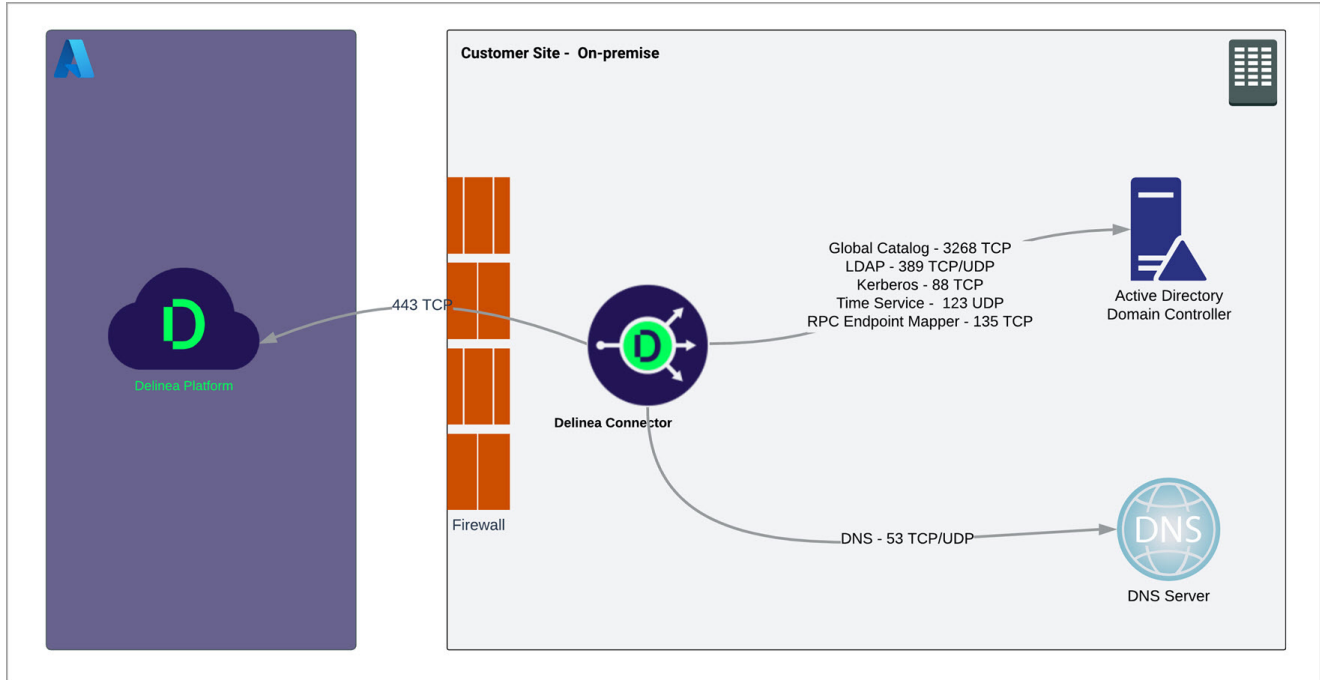 Customer Site -  On-premise
Global Catalog - 3268 TCP
LDAP - 389 TCP/UDP
Kerberos - 88 TCP
Time Service -  123 UDP
RPC Endpoint Mapper - 135 TCP
Active Directory
Domain Controller
443 TCP
Delinea Platform
Delinea Connector
Firewall
DNS - 53 TCP/UDP
DNS
DNS Server